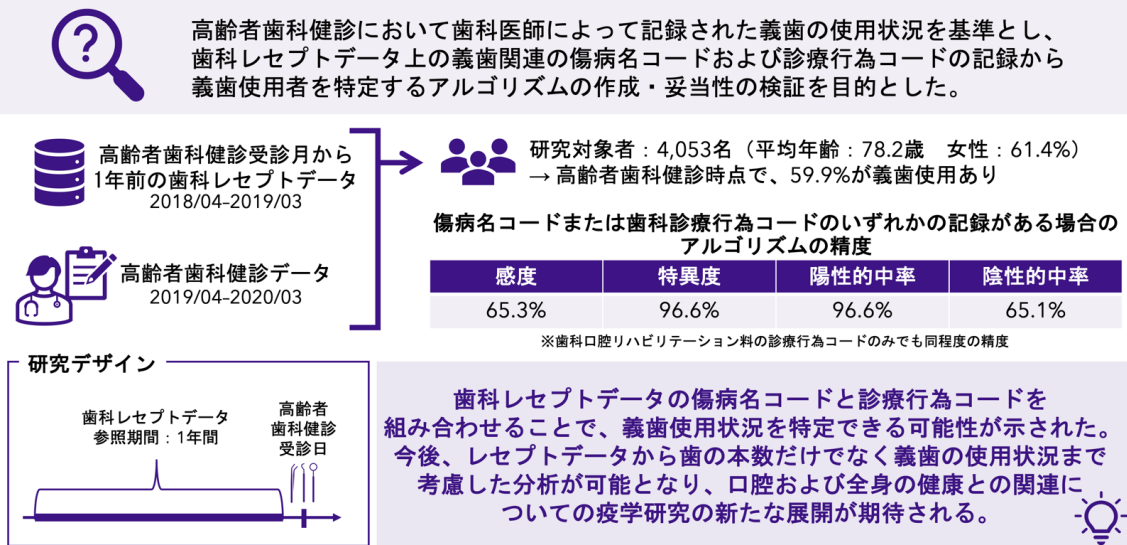 高齢者歯科健診において歯科医師によって記録された義歯の使用状況を基準とし、
歯科レセプトデータ上の義歯関連の傷病名コードおよび診療行為コードの記録から
義歯使用者を特定するアルゴリズムの作成・妥当性の検証を目的とした。
高齢者歯科健診受診月から
1年前の歯科レセプトデータ
2018/04–2019/03
高齢者歯科健診データ
2019/04–2020/03
研究対象者：4,053名（平均年齢：78.2歳　女性：61.4%）
→ 高齢者歯科健診時点で、59.9%が義歯使用あり
傷病名コードまたは歯科診療行為コードのいずれかの記録がある場合の
アルゴリズムの精度
感度 特異度 陽性的中率 陰性的中率
65.3% 96.6% 96.6% 65.1%
※歯科口腔リハビリテーション料の診療行為コードのみでも同程度の精度
研究デザイン
歯科レセプトデータ
参照期間：1年間
高齢者
歯科健診
受診日
歯科レセプトデータの傷病名コードと診療行為コードを
組み合わせることで、義歯使用状況を特定できる可能性が示された。
今後、レセプトデータから歯の本数だけでなく義歯の使用状況まで
考慮した分析が可能となり、口腔および全身の健康との関連に
ついての疫学研究の新たな展開が期待される。